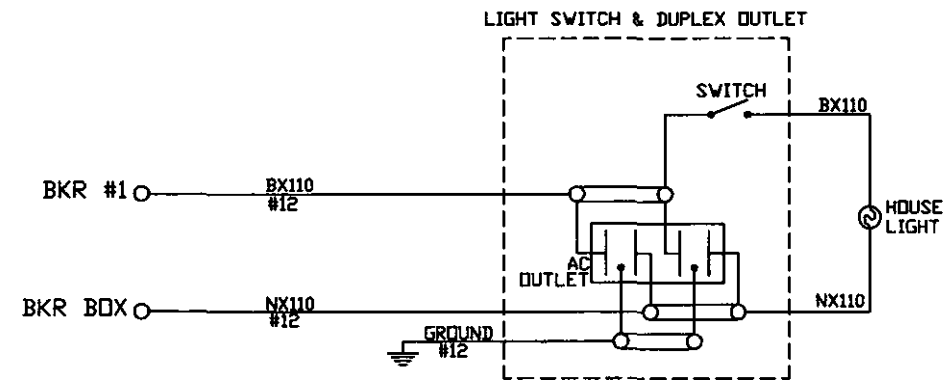 LIGHT SWITCH & DUPLEX OUTLET
SWITCH
BX110
BKR #1
BX110
#12
HOUSE
LIGHT
AC
OUTLET
BKR BOX
NX110
#12
NX110
GROUND
#12